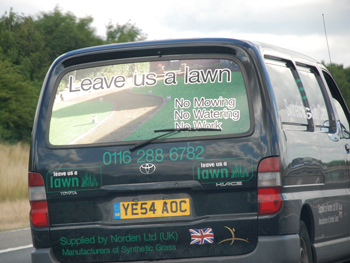 Leave us a lawn
No Mowing
No Watering
No Work
0116 288 6782
leave us a
lawn
TOYOTA
leave us a
lawn
HIACE
YE54 AOC
Supplied by Norden Ltd (UK)
Manufacturers of Synthetic Grass